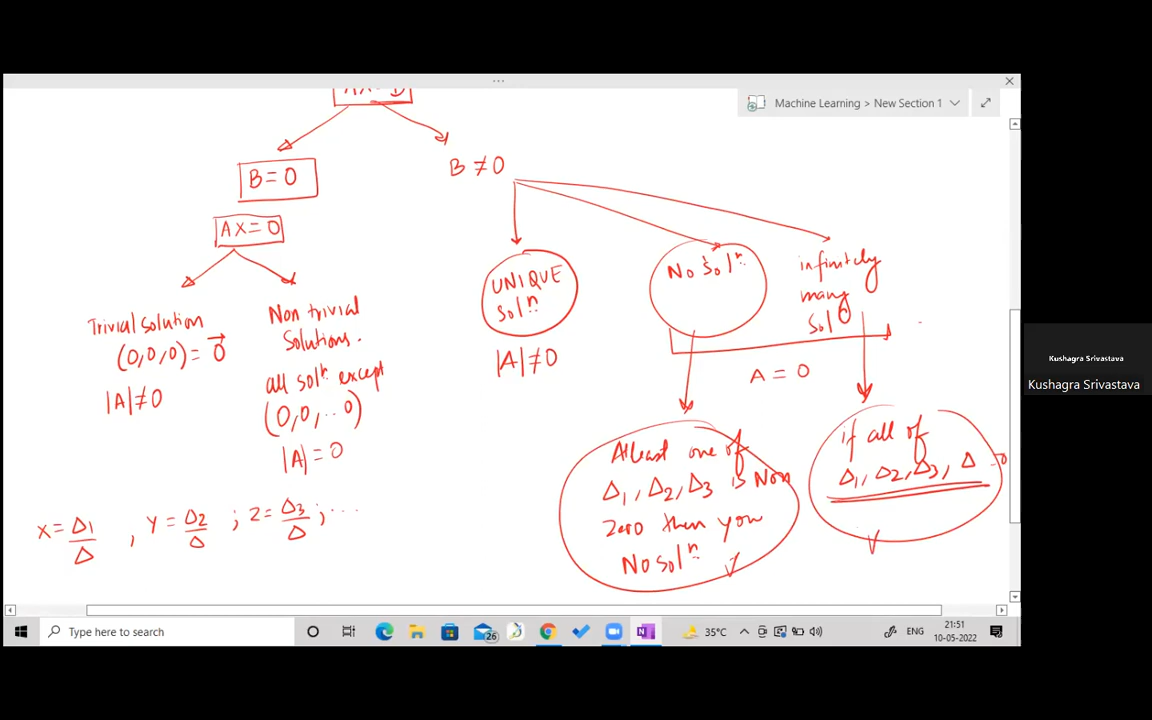 Machine Learning > New Section 1
B = 0
B ≠ 0
AX = 0
Trivial solution
(0,0,0) = 0⃗
|A| ≠ 0
Non trivial
Solutions.
all solⁿ except
(0,0,...0)
|A| = 0
UNIQUE
Solⁿ
|A| ≠ 0
No Solⁿ
infinitely
many
Sol
A = 0
Atleast one of
Δ1, Δ2, Δ3 is Non
Zero then you
No solⁿ
if all of
Δ1, Δ2, Δ3, Δ = 0
X = Δ1/Δ , Y = Δ2/Δ ; Z = Δ3/Δ ; ...
Kushagra Srivastava
Kushagra Srivastava
Type here to search
26
35°C
ENG
21:51
10-05-2022